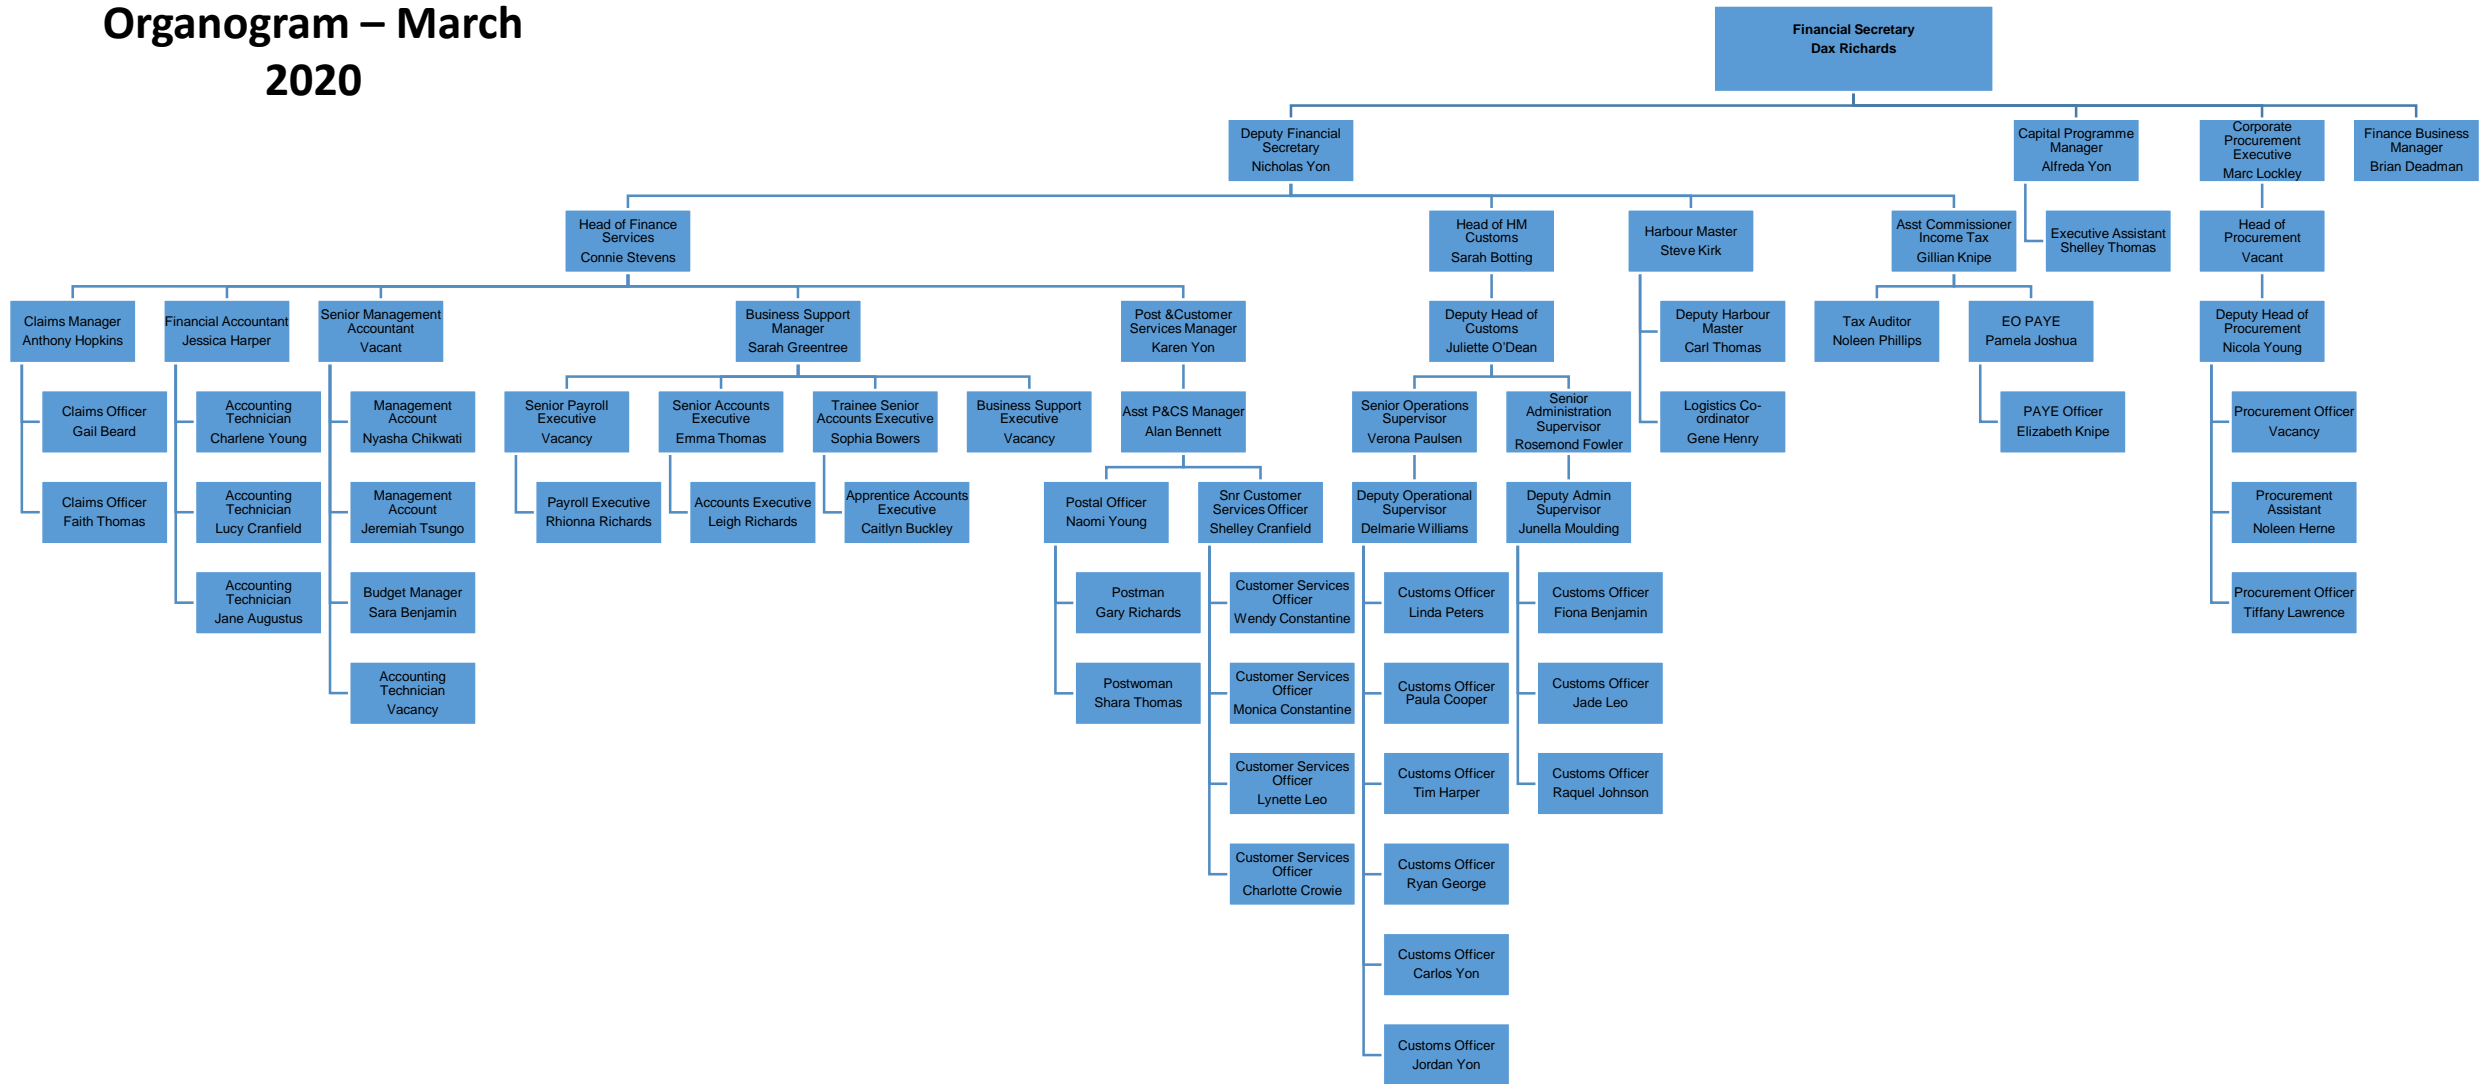 Organogram – March
2020
Financial Secretary
Dax Richards
Deputy Financial
Secretary
Nicholas Yon
Capital Programme
Manager
Alfreda Yon
Corporate
Procurement
Executive
Marc Lockley
Finance Business
Manager
Brian Deadman
Head of Finance
Services
Connie Stevens
Head of HM
Customs
Sarah Botting
Harbour Master
Steve Kirk
Asst Commissioner
Income Tax
Gillian Knipe
Executive Assistant
Shelley Thomas
Head of
Procurement
Vacant
Claims Manager
Anthony Hopkins
Financial Accountant
Jessica Harper
Senior Management
Accountant
Vacant
Business Support
Manager
Sarah Greentree
Post &Customer
Services Manager
Karen Yon
Deputy Head of
Customs
Juliette O’Dean
Deputy Harbour
Master
Carl Thomas
Tax Auditor
Noleen Phillips
EO PAYE
Pamela Joshua
Deputy Head of
Procurement
Nicola Young
Claims Officer
Gail Beard
Accounting
Technician
Charlene Young
Management
Account
Nyasha Chikwati
Senior Payroll
Executive
Vacancy
Senior Accounts
Executive
Emma Thomas
Trainee Senior
Accounts Executive
Sophia Bowers
Business Support
Executive
Vacancy
Asst P&CS Manager
Alan Bennett
Senior Operations
Supervisor
Verona Paulsen
Senior
Administration
Supervisor
Rosemond Fowler
Logistics Co-
ordinator
Gene Henry
PAYE Officer
Elizabeth Knipe
Procurement Officer
Vacancy
Claims Officer
Faith Thomas
Accounting
Technician
Lucy Cranfield
Management
Account
Jeremiah Tsungo
Payroll Executive
Rhionna Richards
Accounts Executive
Leigh Richards
Apprentice Accounts
Executive
Caitlyn Buckley
Postal Officer
Naomi Young
Snr Customer
Services Officer
Shelley Cranfield
Deputy Operational
Supervisor
Delmarie Williams
Deputy Admin
Supervisor
Junella Moulding
Procurement
Assistant
Noleen Herne
Accounting
Technician
Jane Augustus
Budget Manager
Sara Benjamin
Postman
Gary Richards
Customer Services
Officer
Wendy Constantine
Customs Officer
Linda Peters
Customs Officer
Fiona Benjamin
Procurement Officer
Tiffany Lawrence
Accounting
Technician
Vacancy
Postwoman
Shara Thomas
Customer Services
Officer
Monica Constantine
Customs Officer
Paula Cooper
Customs Officer
Jade Leo
Customer Services
Officer
Lynette Leo
Customs Officer
Tim Harper
Customs Officer
Raquel Johnson
Customer Services
Officer
Charlotte Crowie
Customs Officer
Ryan George
Customs Officer
Carlos Yon
Customs Officer
Jordan Yon